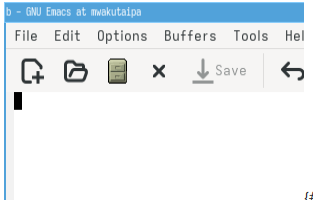 b - GNU Emacs at mwakutaipa
File Edit Options Buffers Tools Hel
Save
{#